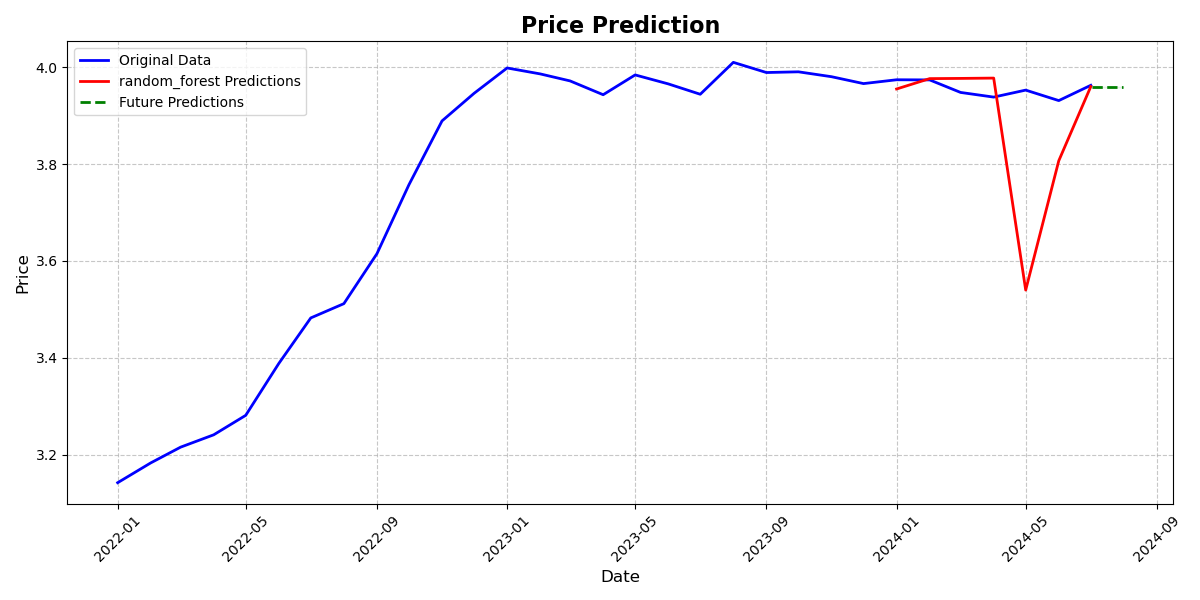 Price Prediction
Original Data
random_forest Predictions
Future Predictions
Price
4.0
3.8
3.6
3.4
3.2
2022-01
2022-05
2022-09
2023-01
2023-05
2023-09
2024-01
2024-05
2024-09
Date